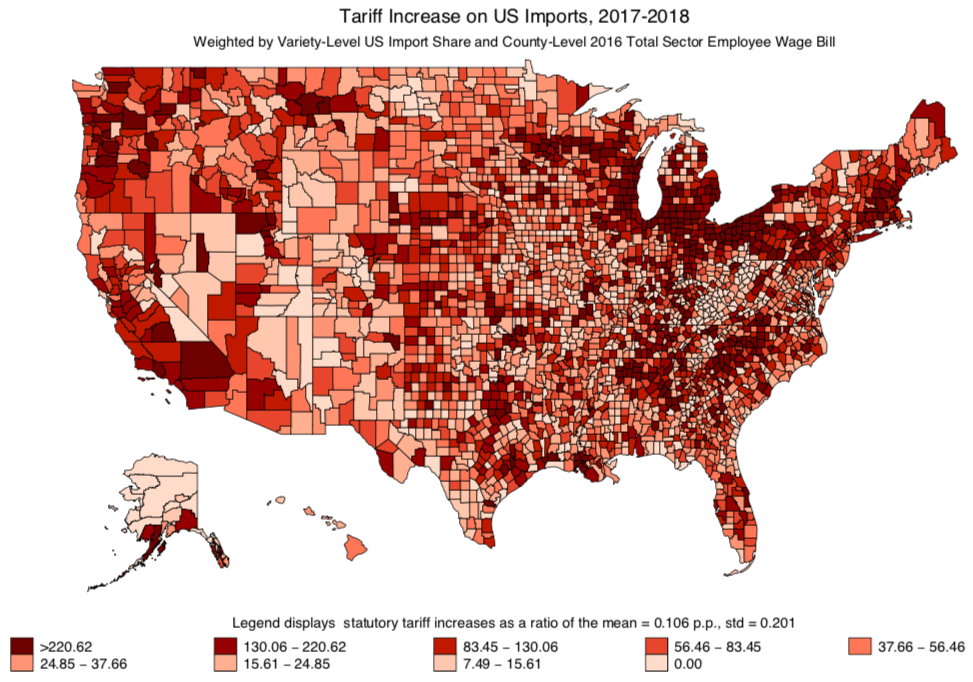 Tariff Increase on US Imports, 2017-2018
Weighted by Variety-Level US Import Share and County-Level 2016 Total Sector Employee Wage Bill
Legend displays statutory tariff increases as a ratio of the mean = 0.106 p.p., std = 0.201
>220.62 130.06 − 220.62 83.45 − 130.06 56.46 − 83.45 37.66 − 56.46
24.85 − 37.66 15.61 − 24.85 7.49 − 15.61 0.00